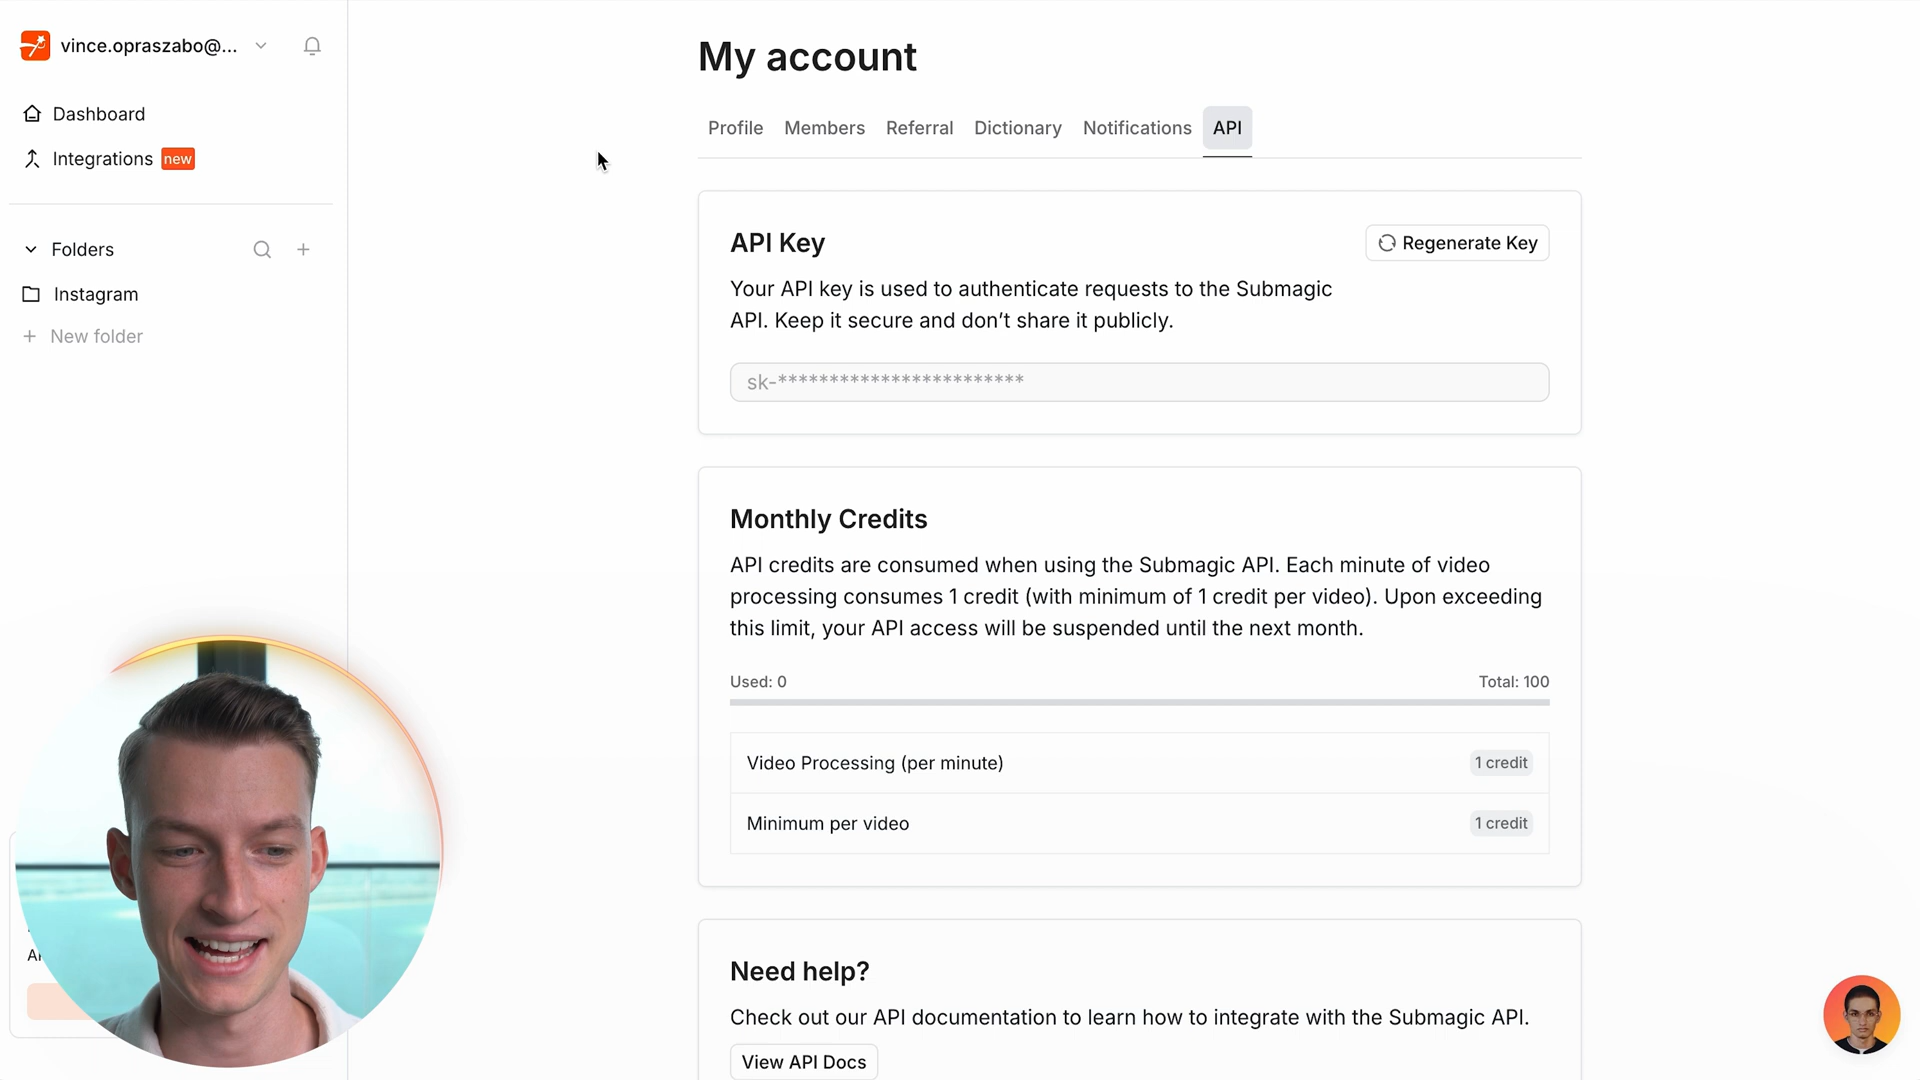 vince.opraszabo@...
Dashboard
Integrations new
Folders
Instagram
+ New folder
My account
Profile Members Referral Dictionary Notifications API
API Key
Regenerate Key
Your API key is used to authenticate requests to the Submagic
API. Keep it secure and don’t share it publicly.
sk-************************
Monthly Credits
API credits are consumed when using the Submagic API. Each minute of video
processing consumes 1 credit (with minimum of 1 credit per video). Upon exceeding
this limit, your API access will be suspended until the next month.
Used: 0 Total: 100
Video Processing (per minute) 1 credit
Minimum per video 1 credit
Need help?
Check out our API documentation to learn how to integrate with the Submagic API.
View API Docs